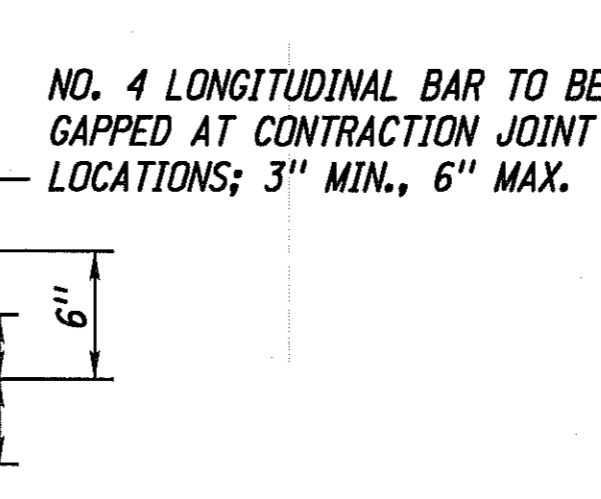 NO. 4 LONGITUDINAL BAR TO BE
GAPPED AT CONTRACTION JOINT
LOCATIONS; 3" MIN., 6" MAX.
6"